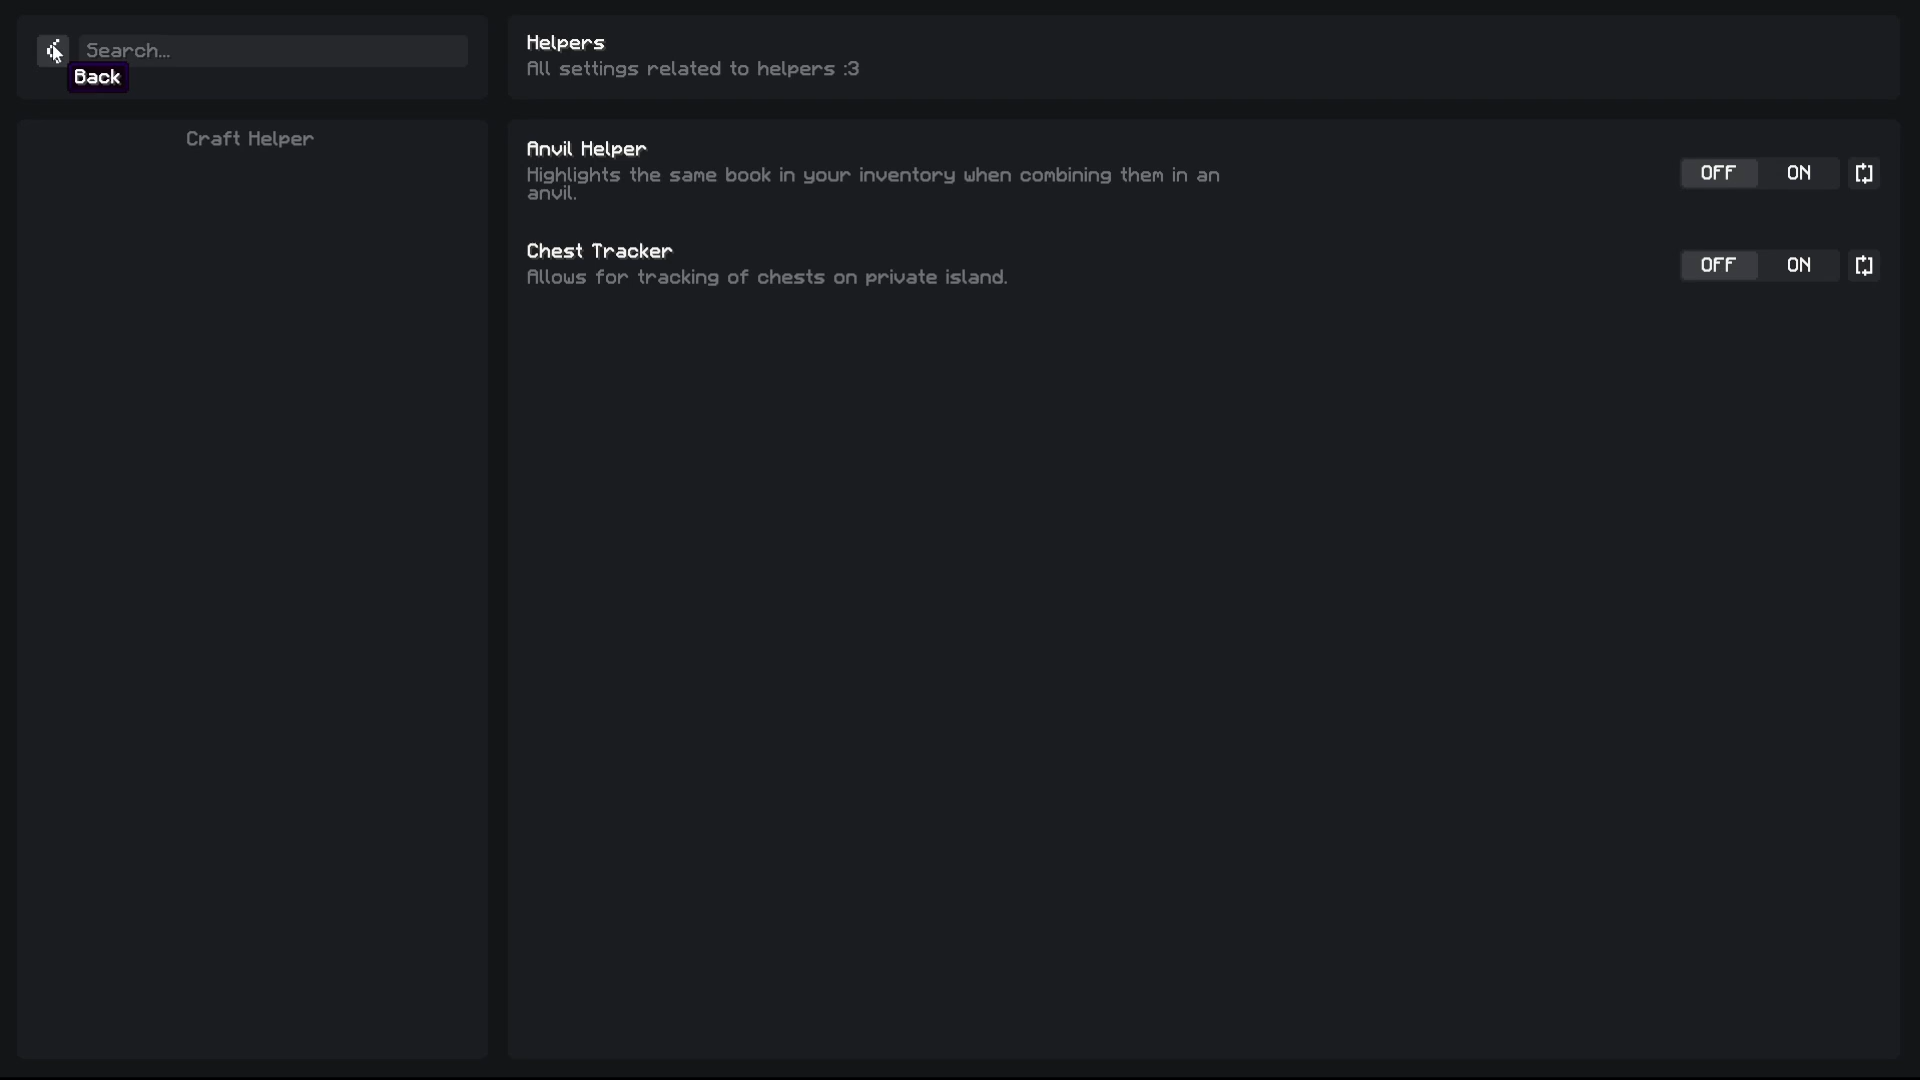 Search...
Back
Craft Helper
Helpers
All settings related to helpers :3
Anvil Helper
Highlights the same book in your inventory when combining them in an
anvil.
OFF ON
Chest Tracker
Allows for tracking of chests on private island.
OFF ON